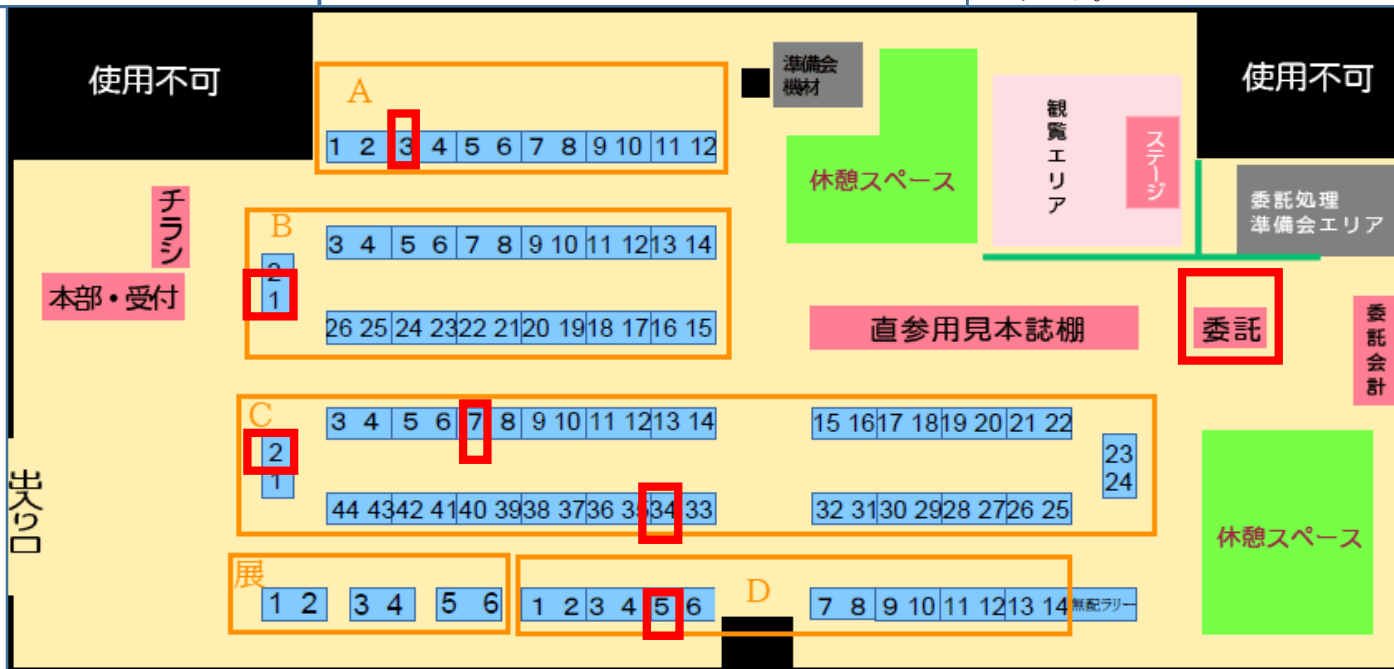 使用不可
A
1 2 3 4 5 6 7 8 9 10 11 12
準備会
機材
休憩スペース
観覧エリア
ステージ
使用不可
委託処理
準備会エリア
チラシ
本部・受付
B
2
1
3 4 5 6 7 8 9 10 11 12 13 14
26 25 24 23 22 21 20 19 18 17 16 15
直参用見本誌棚
委託
委託会計
C
2
1
3 4 5 6 7 8 9 10 11 12 13 14
15 16 17 18 19 20 21 22
23
24
44 43 42 41 40 39 38 37 36 35 34 33
32 31 30 29 28 27 26 25
出入り口
休憩スペース
展
1 2 3 4 5 6
D
1 2 3 4 5 6
7 8 9 10 11 12 13 14
無配ラリー